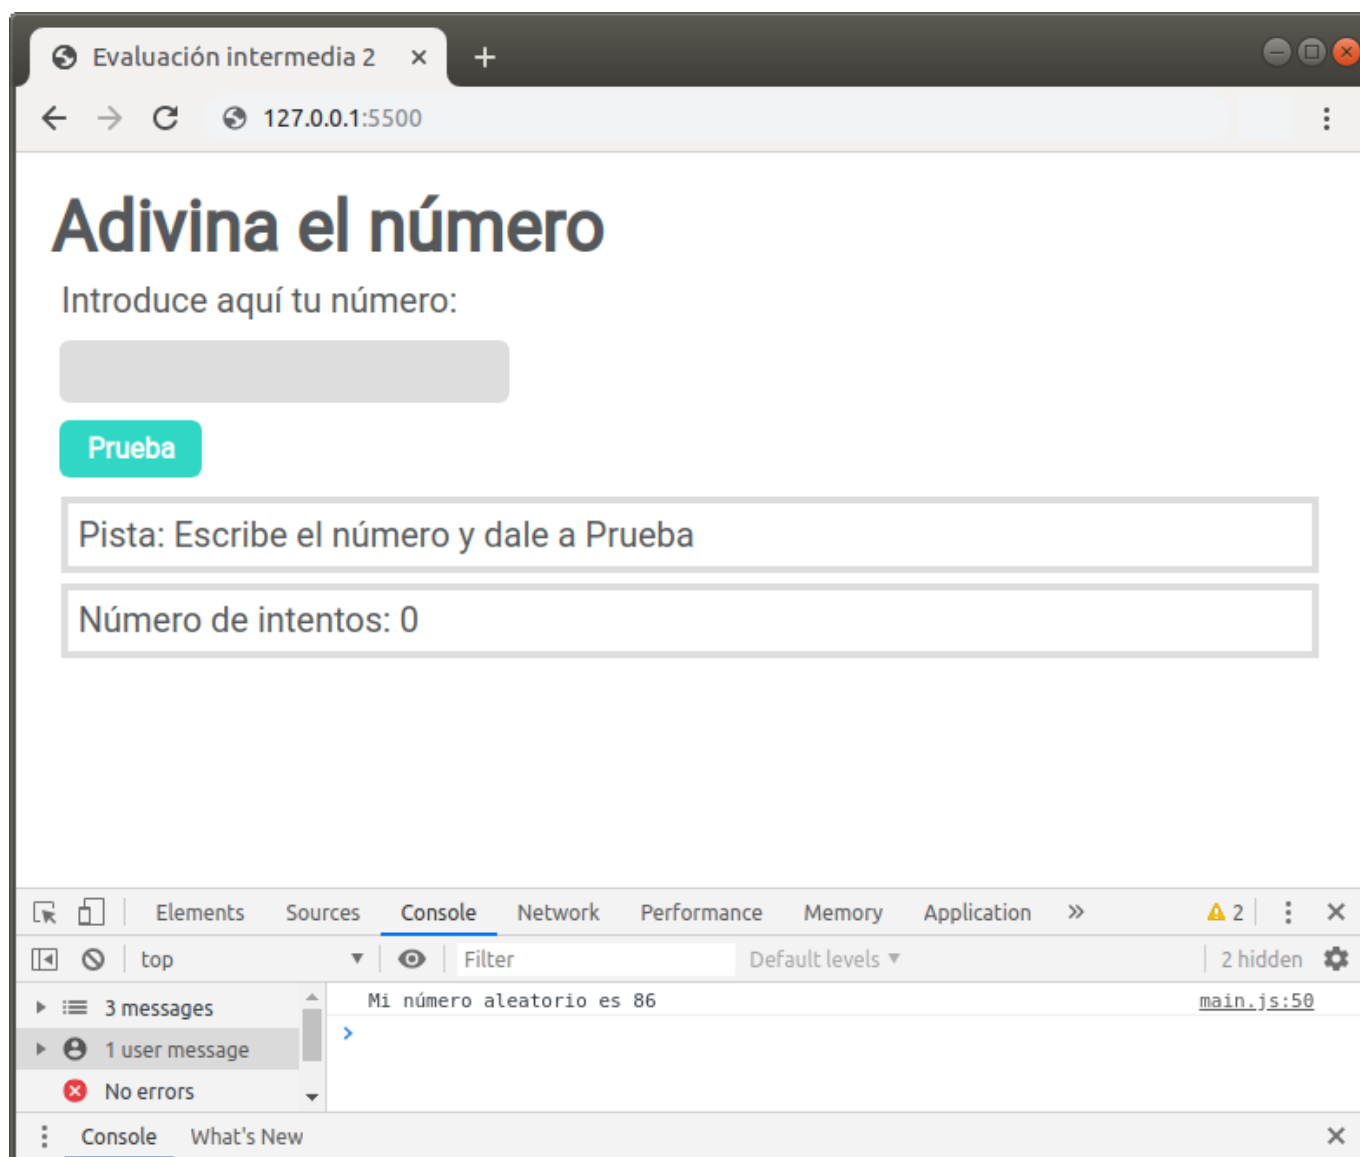 Evaluación intermedia 2
127.0.0.1:5500
Adivina el número
Introduce aquí tu número:
Prueba
Pista: Escribe el número y dale a Prueba
Número de intentos: 0
Elements Sources Console Network Performance Memory Application » 2
top Filter Default levels 2 hidden
3 messages
1 user message
No errors
Mi número aleatorio es 86 main.js:50
Console What's New